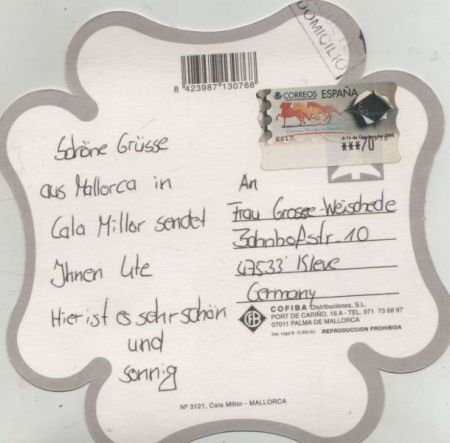 DOMICILIO
8 423987 130768
CORREOS ESPAÑA
***70
Schöne Grüsse
aus Mallorca in
Cala Millor sendet
Ihnen Ute
Hier ist es sehr schön
und
sonnig
An
Frau Grosse-Weischede
Bahnhofstr. 10
47533 Kleve
Germany
COFIBA Distribuciones, S.L.
PORT DE CARIÑO, 16 A - TEL. 971 73 68 97
07011 PALMA DE MALLORCA
REPRODUCCION PROHIBIDA
Nº 3121, Cala Millor - MALLORCA